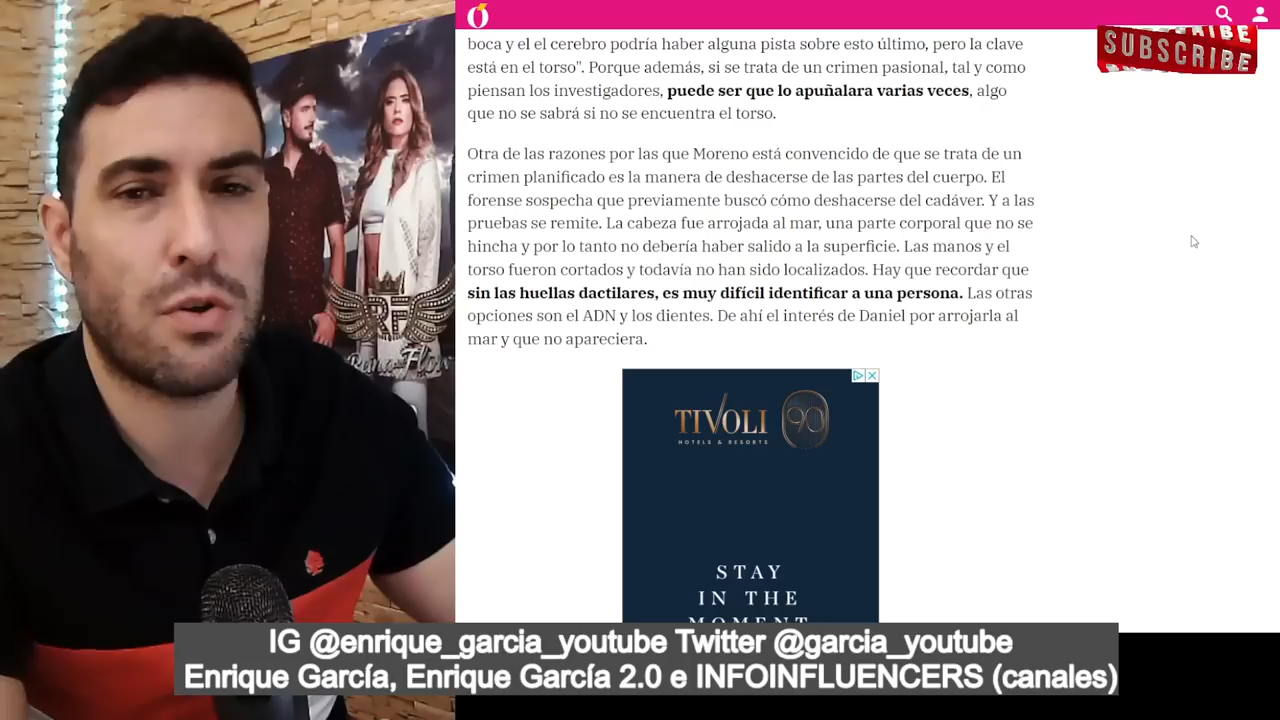 SUBSCRIBE
boca y el el cerebro podría haber alguna pista sobre esto último, pero la clave
está en el torso". Porque además, si se trata de un crimen pasional, tal y como
piensan los investigadores, puede ser que lo apuñalara varias veces, algo
que no se sabrá si no se encuentra el torso.
Otra de las razones por las que Moreno está convencido de que se trata de un
crimen planificado es la manera de deshacerse de las partes del cuerpo. El
forense sospecha que previamente buscó cómo deshacerse del cadáver. Y a las
pruebas se remite. La cabeza fue arrojada al mar, una parte corporal que no se
hincha y por lo tanto no debería haber salido a la superficie. Las manos y el
torso fueron cortados y todavía no han sido localizados. Hay que recordar que
sin las huellas dactilares, es muy difícil identificar a una persona. Las otras
opciones son el ADN y los dientes. De ahí el interés de Daniel por arrojarla al
mar y que no apareciera.
RF
Reina Flow
TIVOLI 90
HOTELS & RESORTS
STAY
IN THE
MOMENT
IG @enrique_garcia_youtube Twitter @garcia_youtube
Enrique García, Enrique García 2.0 e INFOINFLUENCERS (canales)